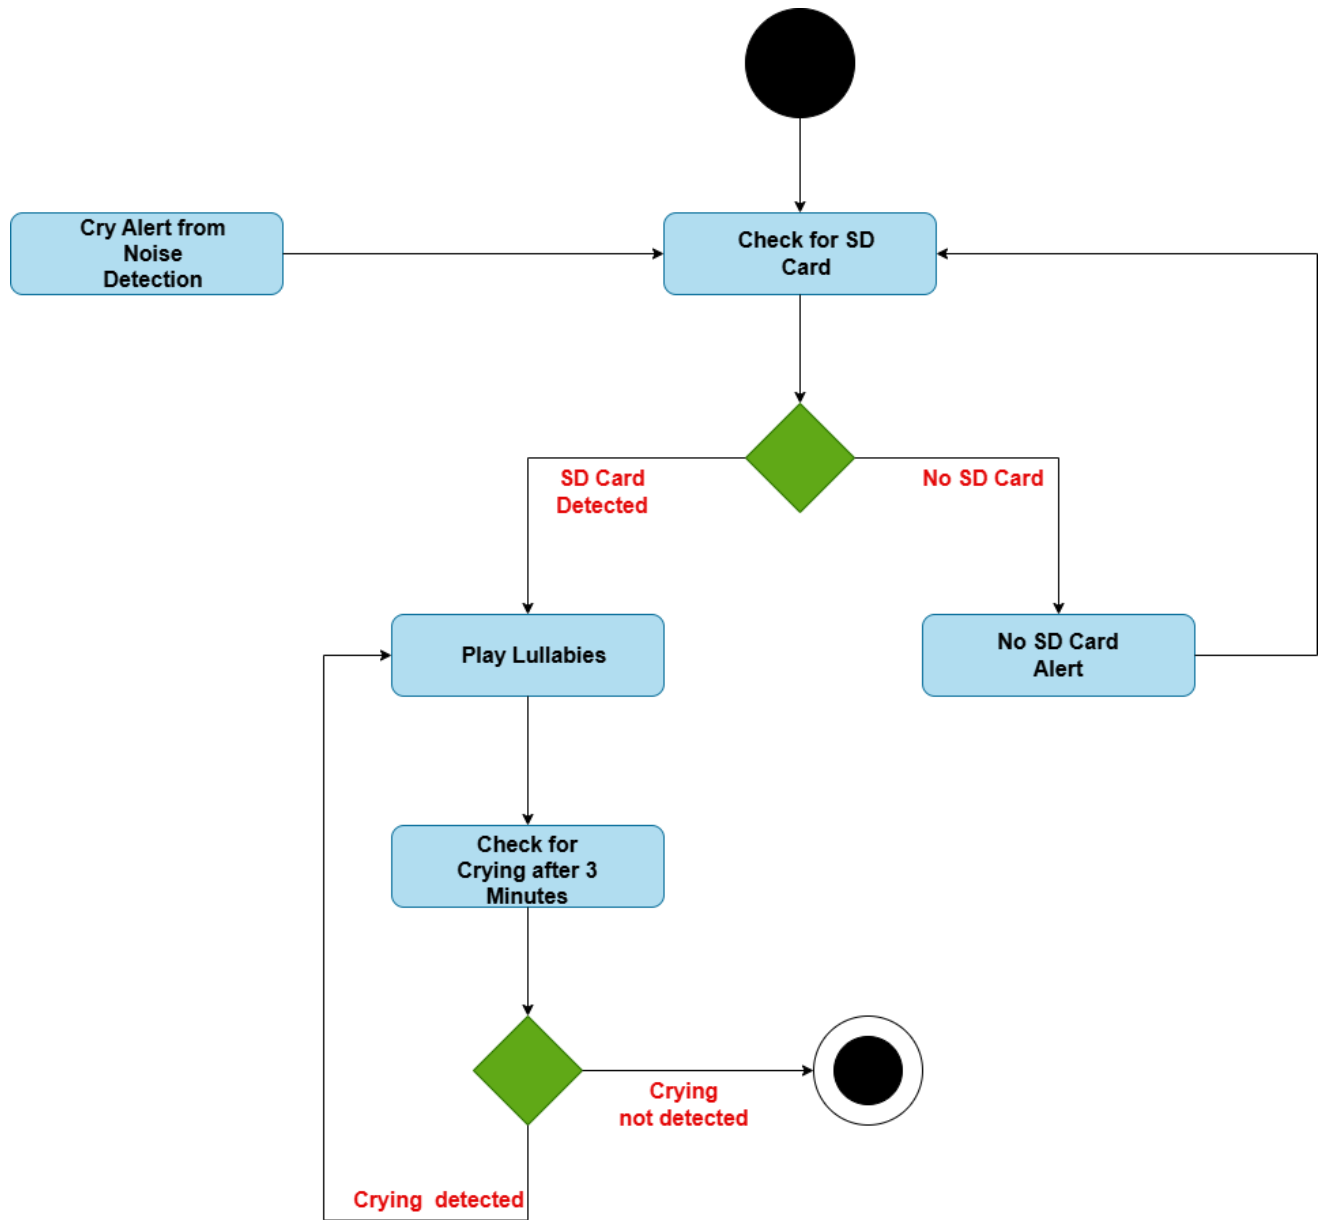 Cry Alert from
Noise
Detection
Check for SD
Card
SD Card
Detected
No SD Card
Play Lullabies
No SD Card
Alert
Check for
Crying after 3
Minutes
Crying
not detected
Crying detected